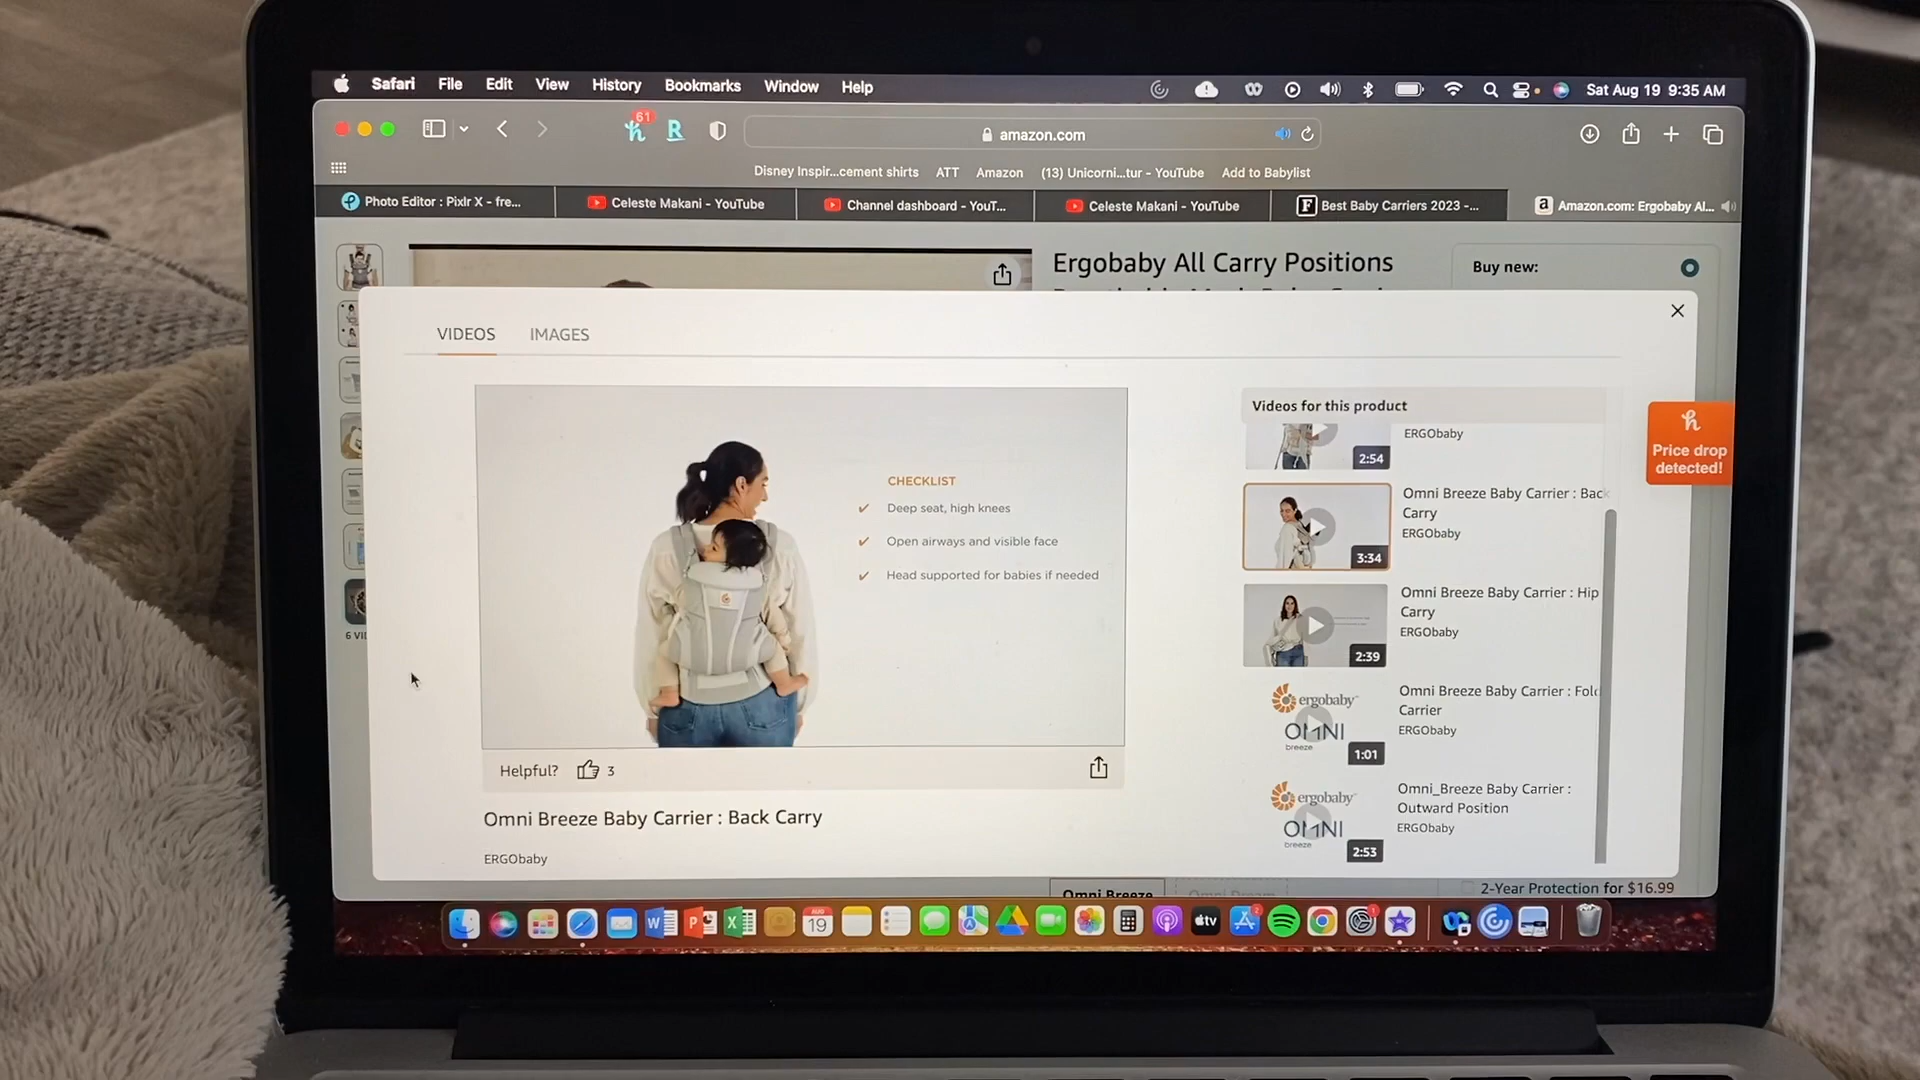 Safari File Edit View History Bookmarks Window Help
Sat Aug 19 9:35 AM
61
amazon.com
Disney Inspir...cement shirts ATT Amazon (13) Unicorni...tur - YouTube Add to Babylist
Photo Editor : Pixlr X - fre...
Celeste Makani - YouTube
Channel dashboard - YouT...
Celeste Makani - YouTube
F Best Baby Carriers 2023 -...
a Amazon.com: Ergobaby Al...
Ergobaby All Carry Positions
Buy new:
VIDEOS IMAGES
CHECKLIST
Deep seat, high knees
Open airways and visible face
Head supported for babies if needed
Helpful? 3
Omni Breeze Baby Carrier : Back Carry
ERGObaby
Videos for this product
ERGObaby
2:54
Omni Breeze Baby Carrier : Back
Carry
ERGObaby
3:34
Omni Breeze Baby Carrier : Hip
Carry
ERGObaby
2:39
ergobaby
OMNI
breeze
1:01
Omni Breeze Baby Carrier : Fold
Carrier
ERGObaby
ergobaby
OMNI
breeze
2:53
Omni_Breeze Baby Carrier :
Outward Position
ERGObaby
h
Price drop
detected!
Omni Breeze Omni Dream
2-Year Protection for $16.99
AUG
19
tv